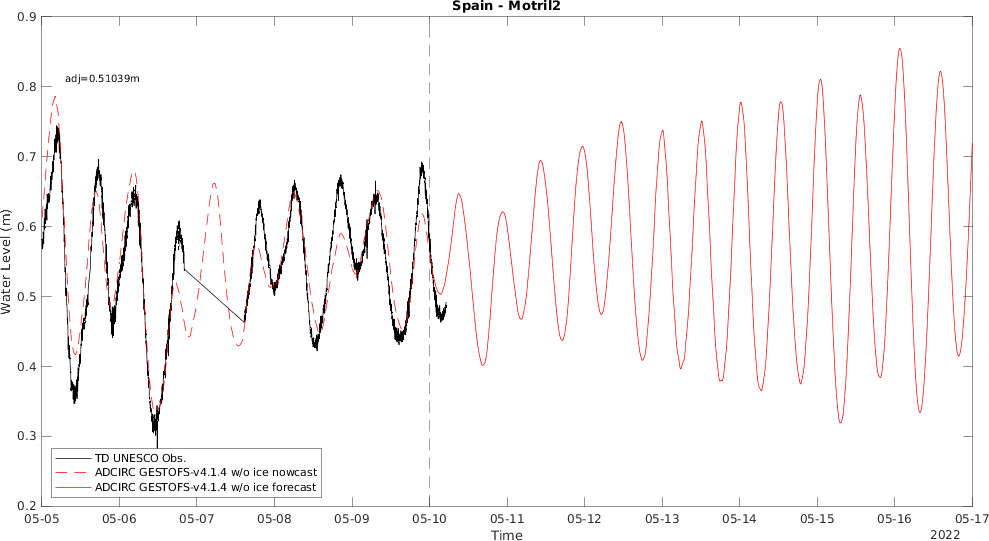 Spain - Motril2
0.9
0.8
0.7
0.6
0.5
0.4
0.3
0.2
Water Level (m)
adj=0.51039m
TD UNESCO Obs.
ADCIRC GESTOFS-v4.1.4 w/o ice nowcast
ADCIRC GESTOFS-v4.1.4 w/o ice forecast
05-05 05-06 05-07 05-08 05-09 05-10 05-11 05-12 05-13 05-14 05-15 05-16 05-17
Time
2022